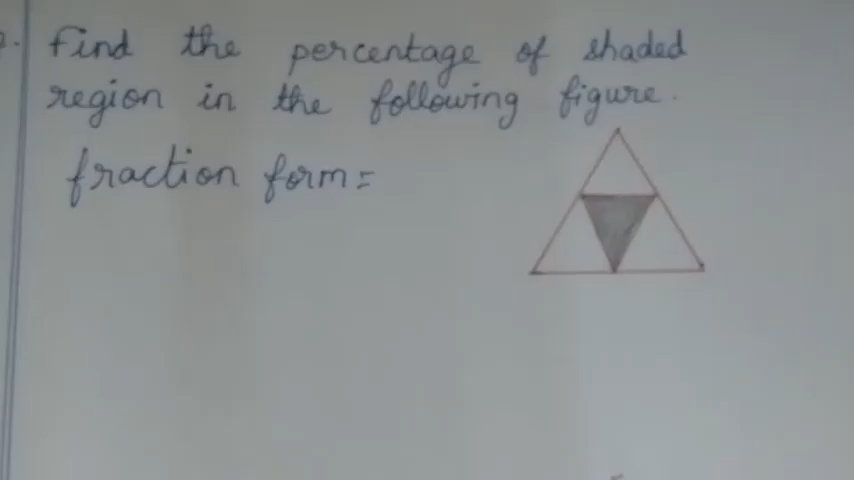 Find the percentage of shaded
region in the following figure.
fraction form =